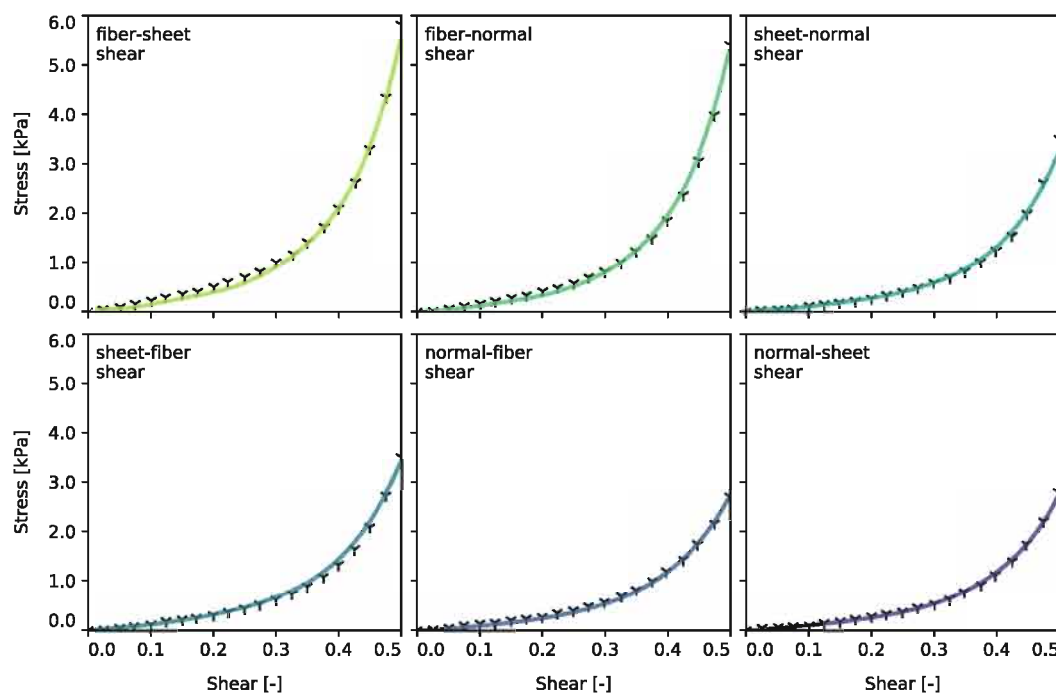 6.0
fiber-sheet
shear
fiber-normal
shear
sheet-normal
shear
5.0
4.0
Stress [kPa]
3.0
2.0
1.0
0.0
6.0
sheet-fiber
shear
normal-fiber
shear
normal-sheet
shear
5.0
4.0
Stress [kPa]
3.0
2.0
1.0
0.0
0.0 0.1 0.2 0.3 0.4 0.5 0.0 0.1 0.2 0.3 0.4 0.5 0.0 0.1 0.2 0.3 0.4 0.5
Shear [-] Shear [-] Shear [-]